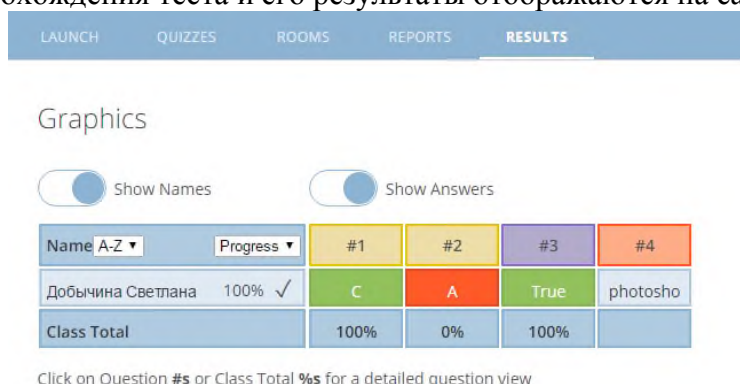 прохождения теста и его результаты отображаются на
LAUNCH QUIZZES ROOMS REPORTS RESULTS
Graphics
Show Names Show Answers
Name A-Z ▼ Progress ▼ #1 #2 #3 #4
Добычина Светлана 100% ✓ C A True photosho
Class Total 100% 0% 100%
Click on Question #s or Class Total %s for a detailed question view